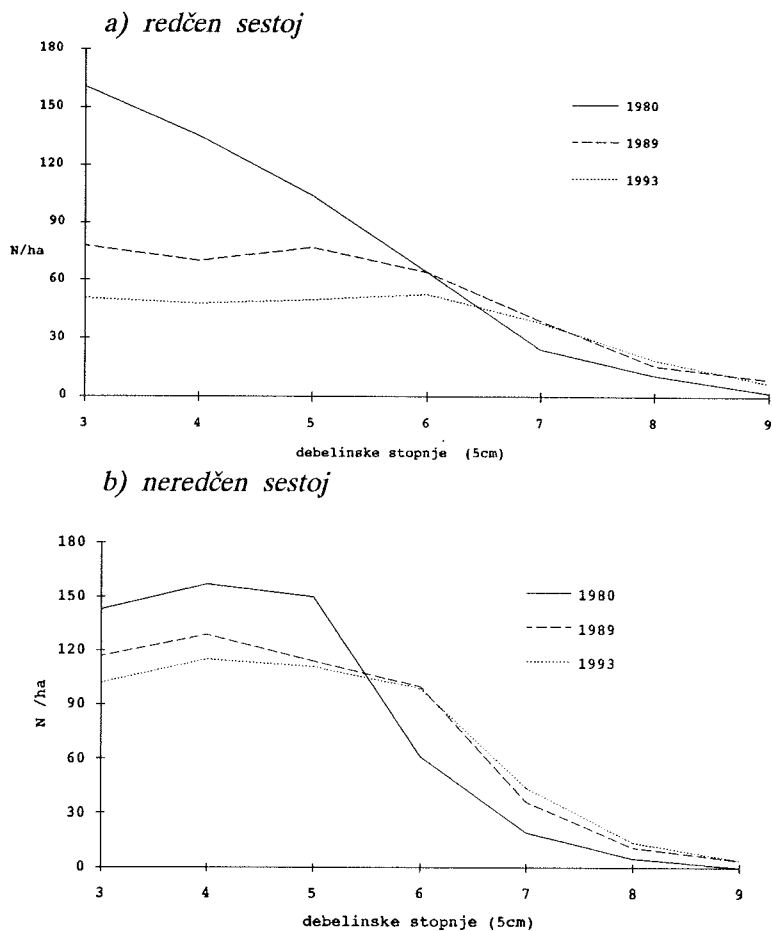 a) redčen sestoj
180
150
120
90
N/ha
60
30
0
1980
1989
1993
3 4 5 6 7 8 9
debelinske stopnje (5cm)
b) neredčen sestoj
180
150
120
90
N /ha
60
30
0
1980
1989
1993
3 4 5 6 7 8 9
debelinske stopnje (5cm)